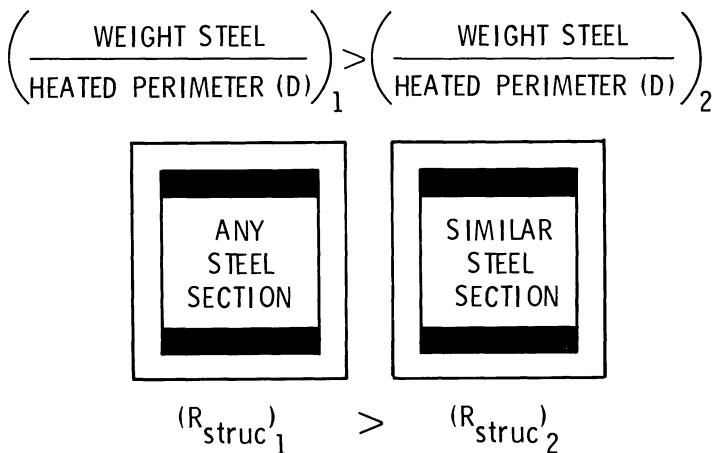 (WEIGHT STEEL / HEATED PERIMETER (D))1 > (WEIGHT STEEL / HEATED PERIMETER (D))2
ANY
STEEL
SECTION
SIMILAR
STEEL
SECTION
(Rstruc)1 > (Rstruc)2